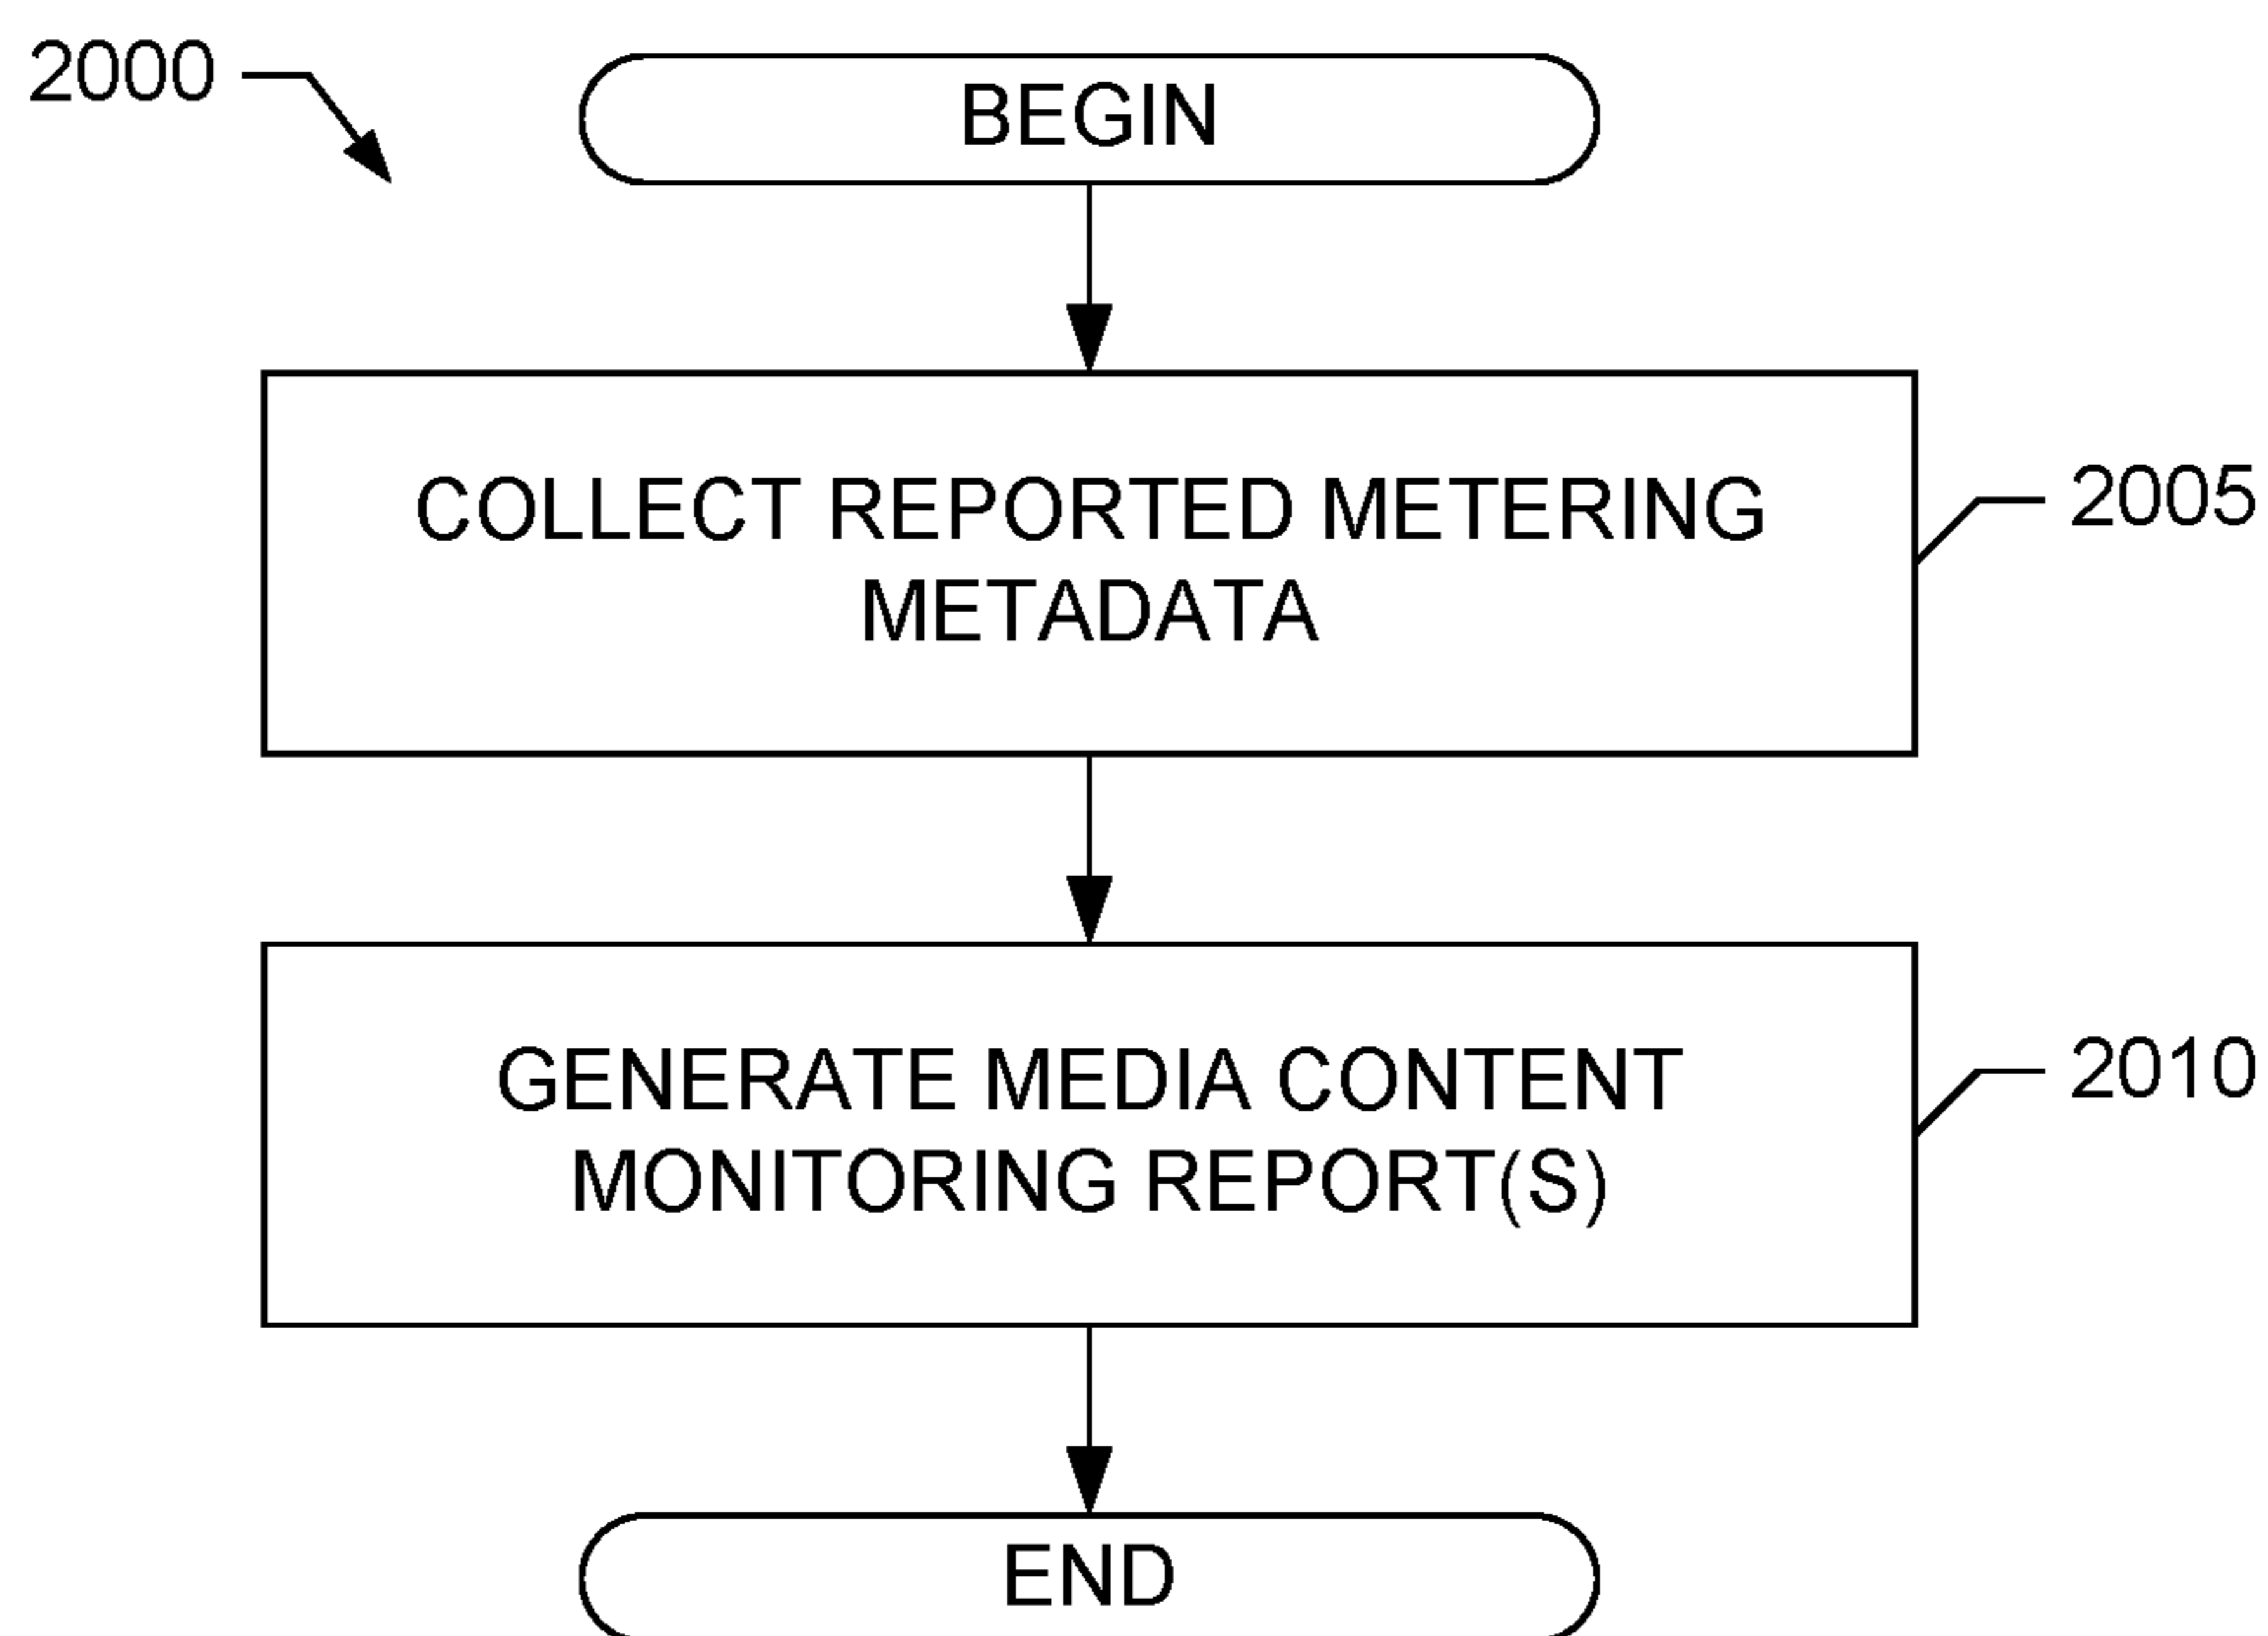 2000
BEGIN
COLLECT REPORTED METERING
METADATA
2005
GENERATE MEDIA CONTENT
MONITORING REPORT(S)
2010
END